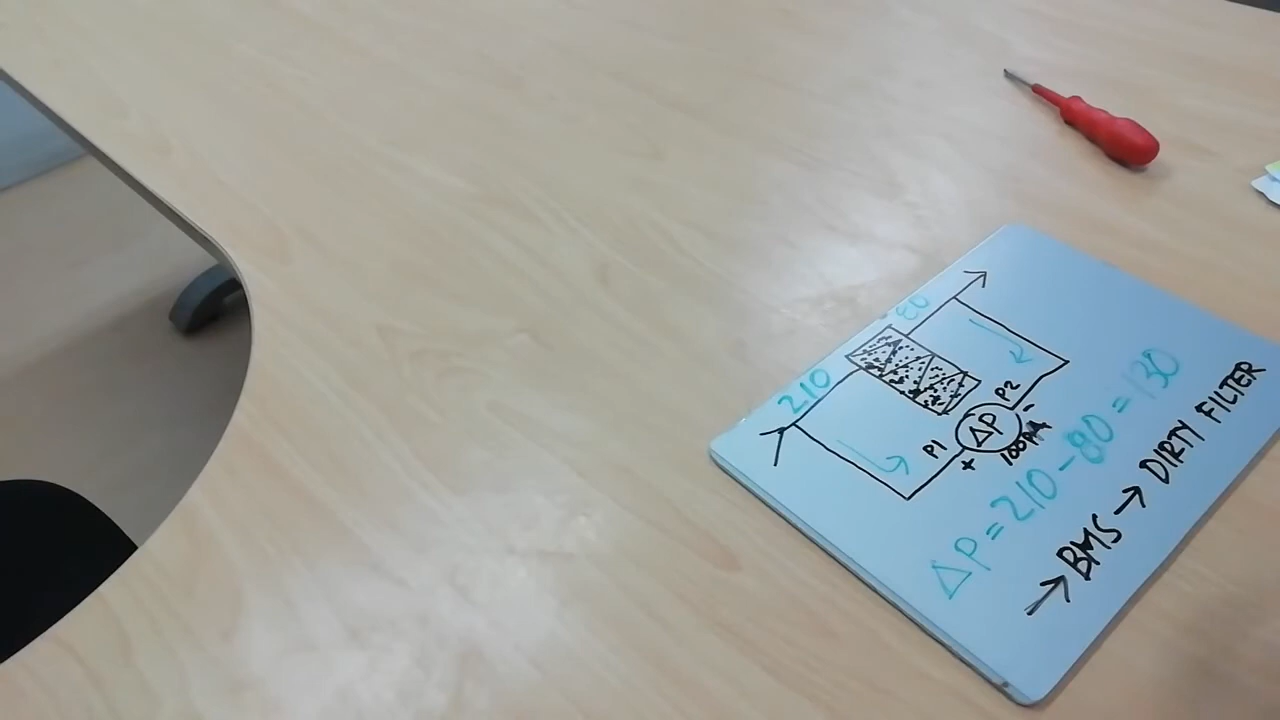 80
210
P2
-
ΔP
P1
+
100PA
ΔP = 210 - 80 = 130
→ BMS → DIRTY FILTER